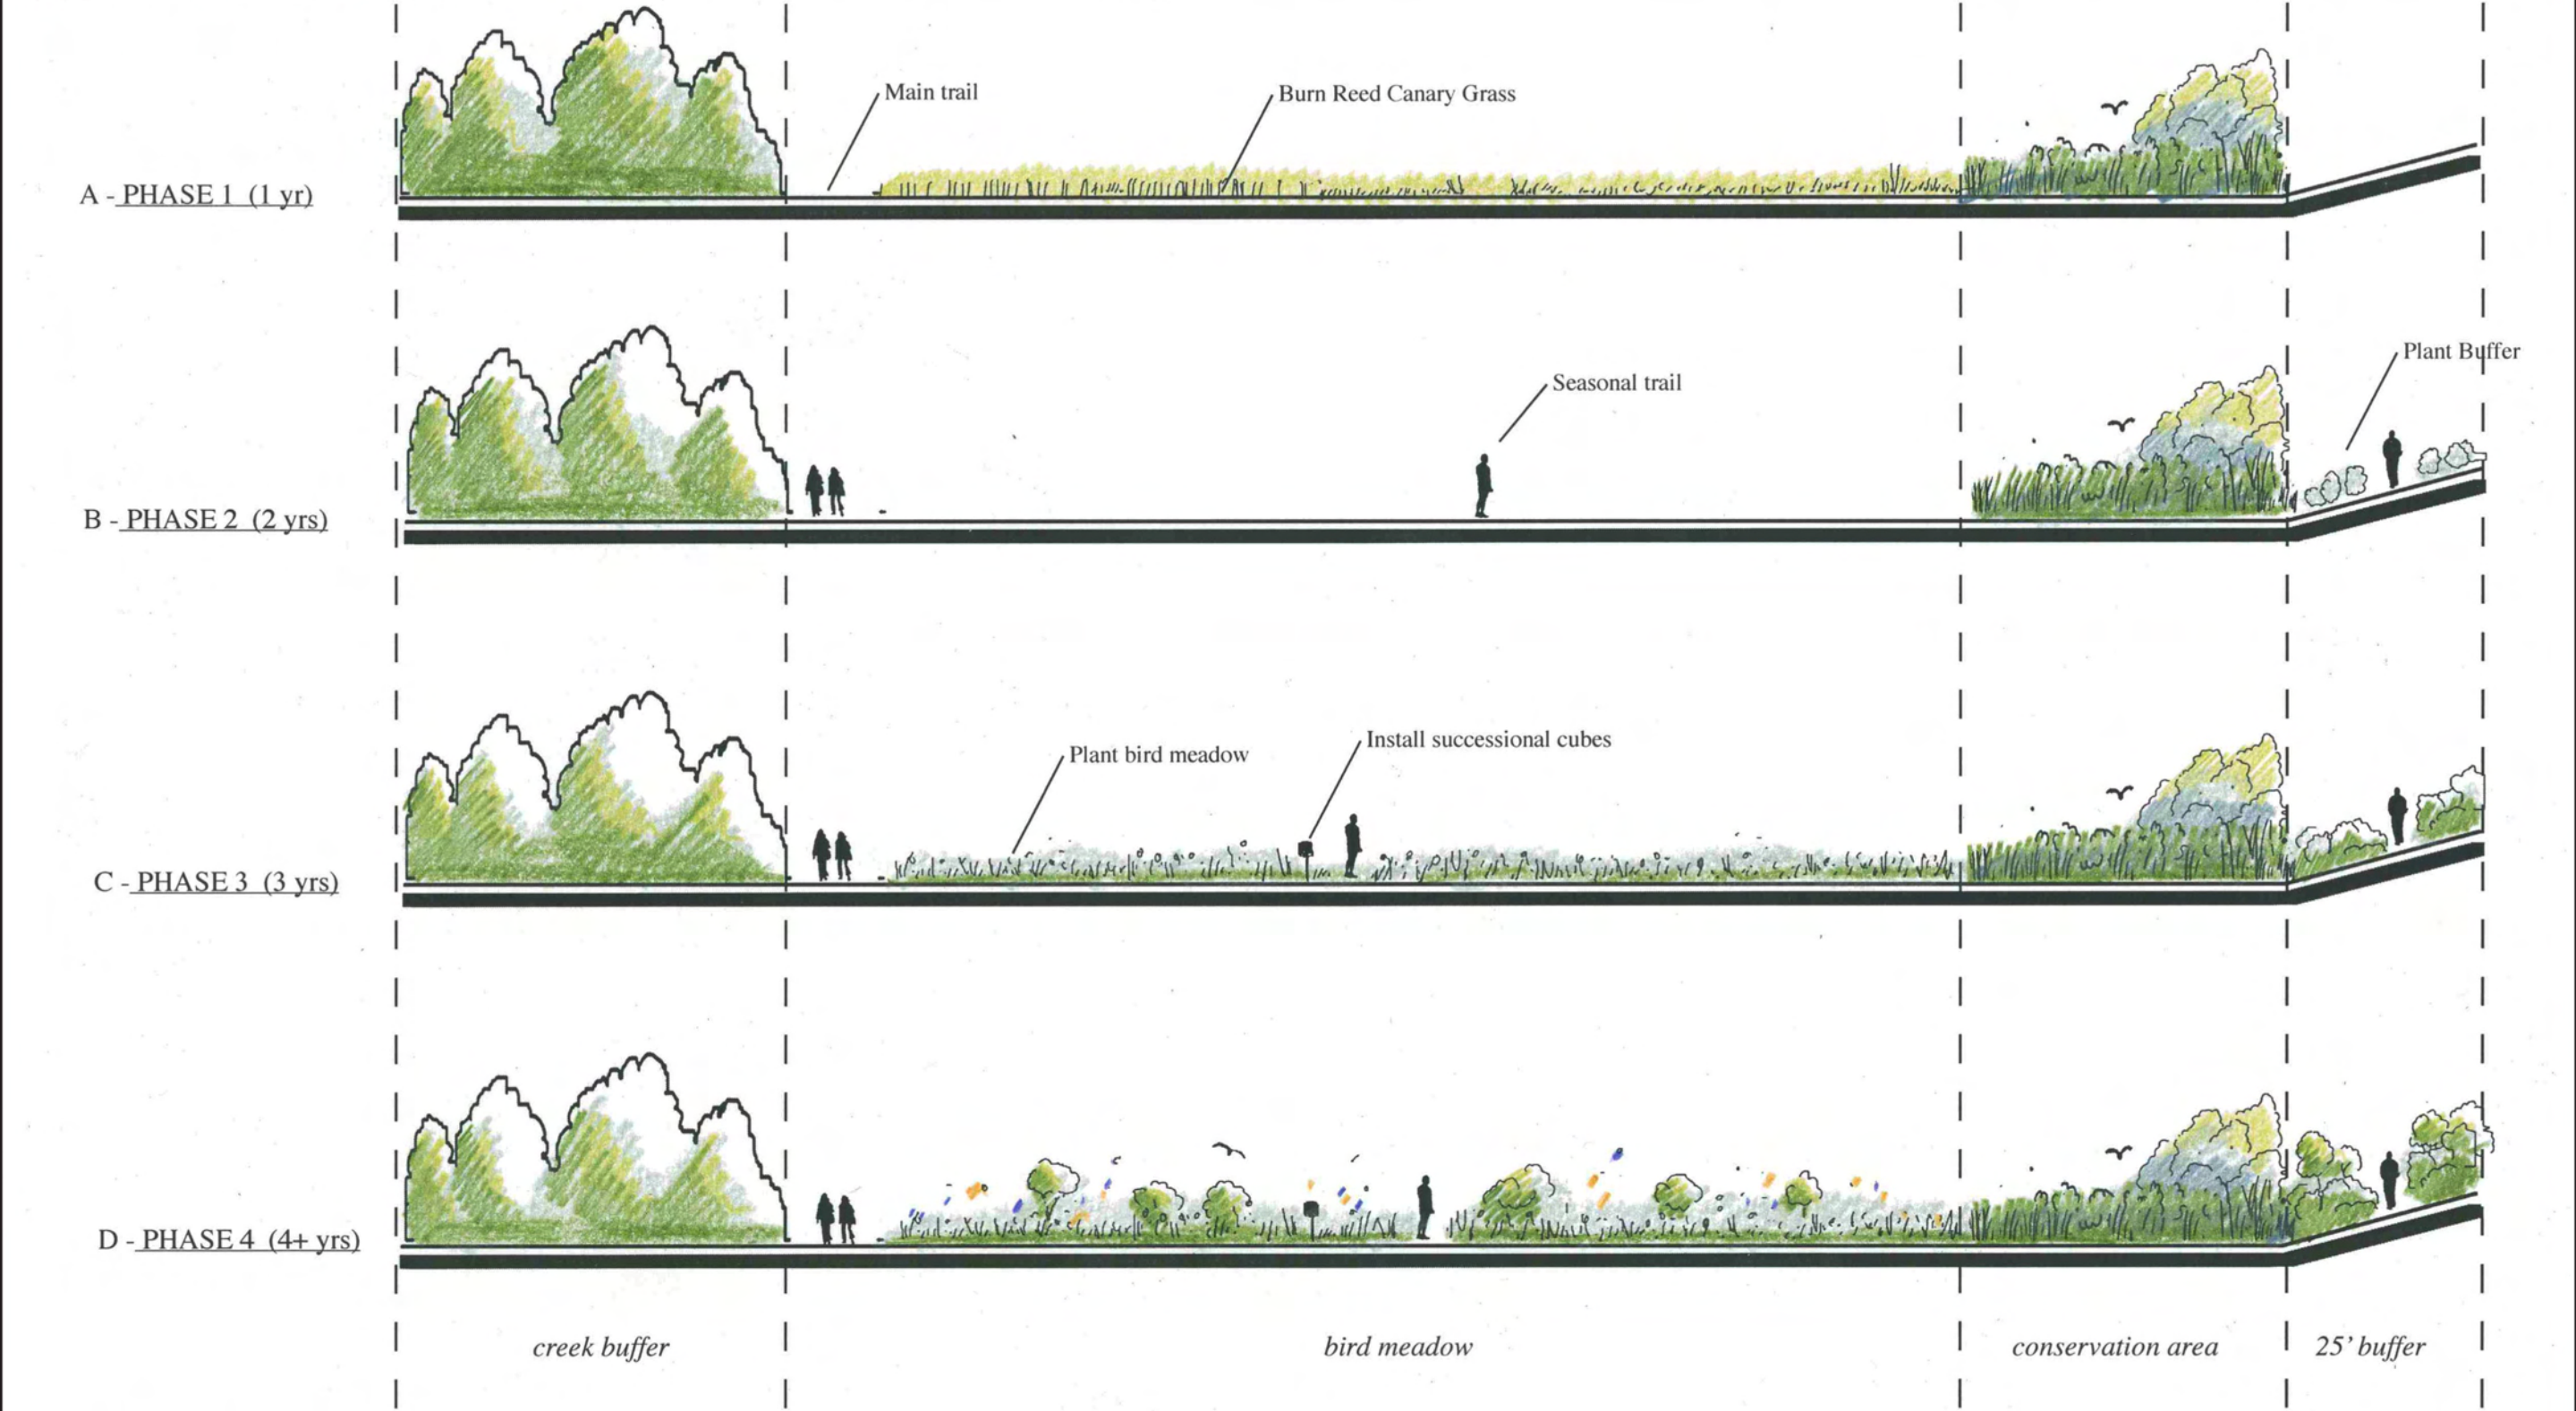 Main trail
Burn Reed Canary Grass
A - PHASE 1 (1 yr)
Plant Buffer
Seasonal trail
B - PHASE 2 (2 yrs)
Install successional cubes
Plant bird meadow
C - PHASE 3 (3 yrs)
D - PHASE 4 (4+ yrs)
creek buffer
bird meadow
conservation area
25’ buffer